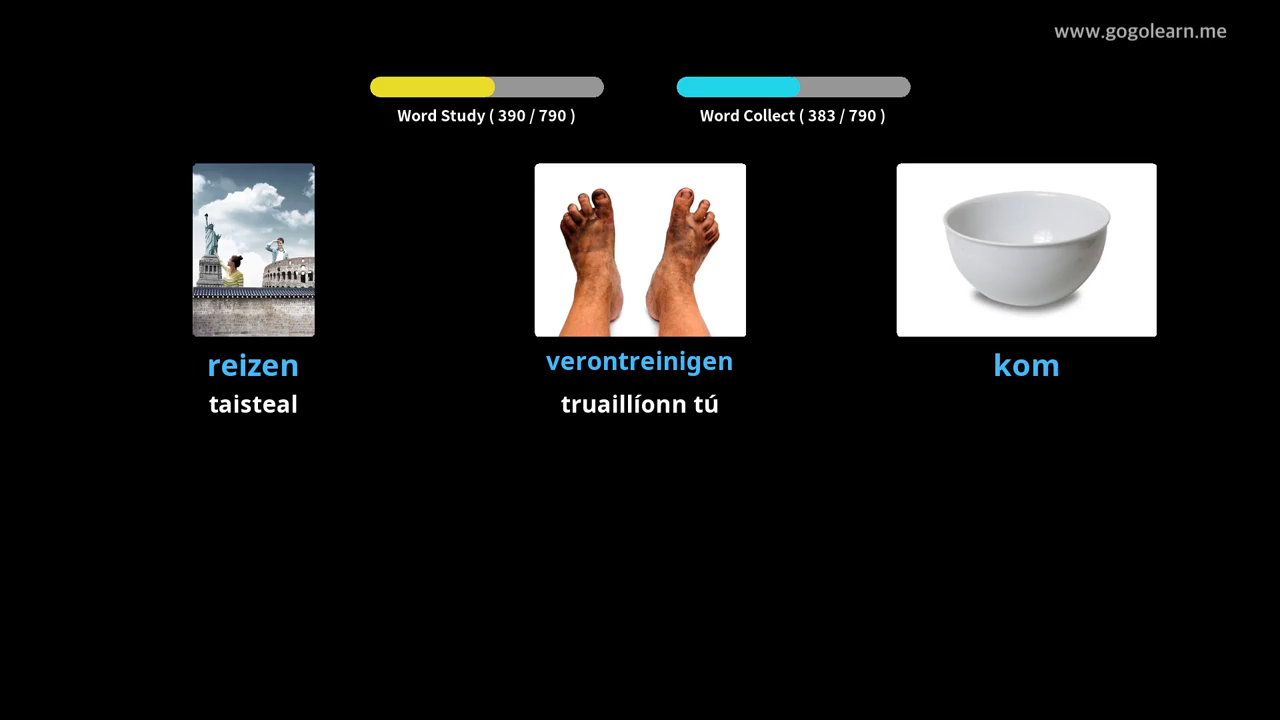 www.gogolearn.me
Word Study ( 390 / 790 )
Word Collect ( 383 / 790 )
reizen
verontreinigen
kom
taisteal
truaillíonn tú